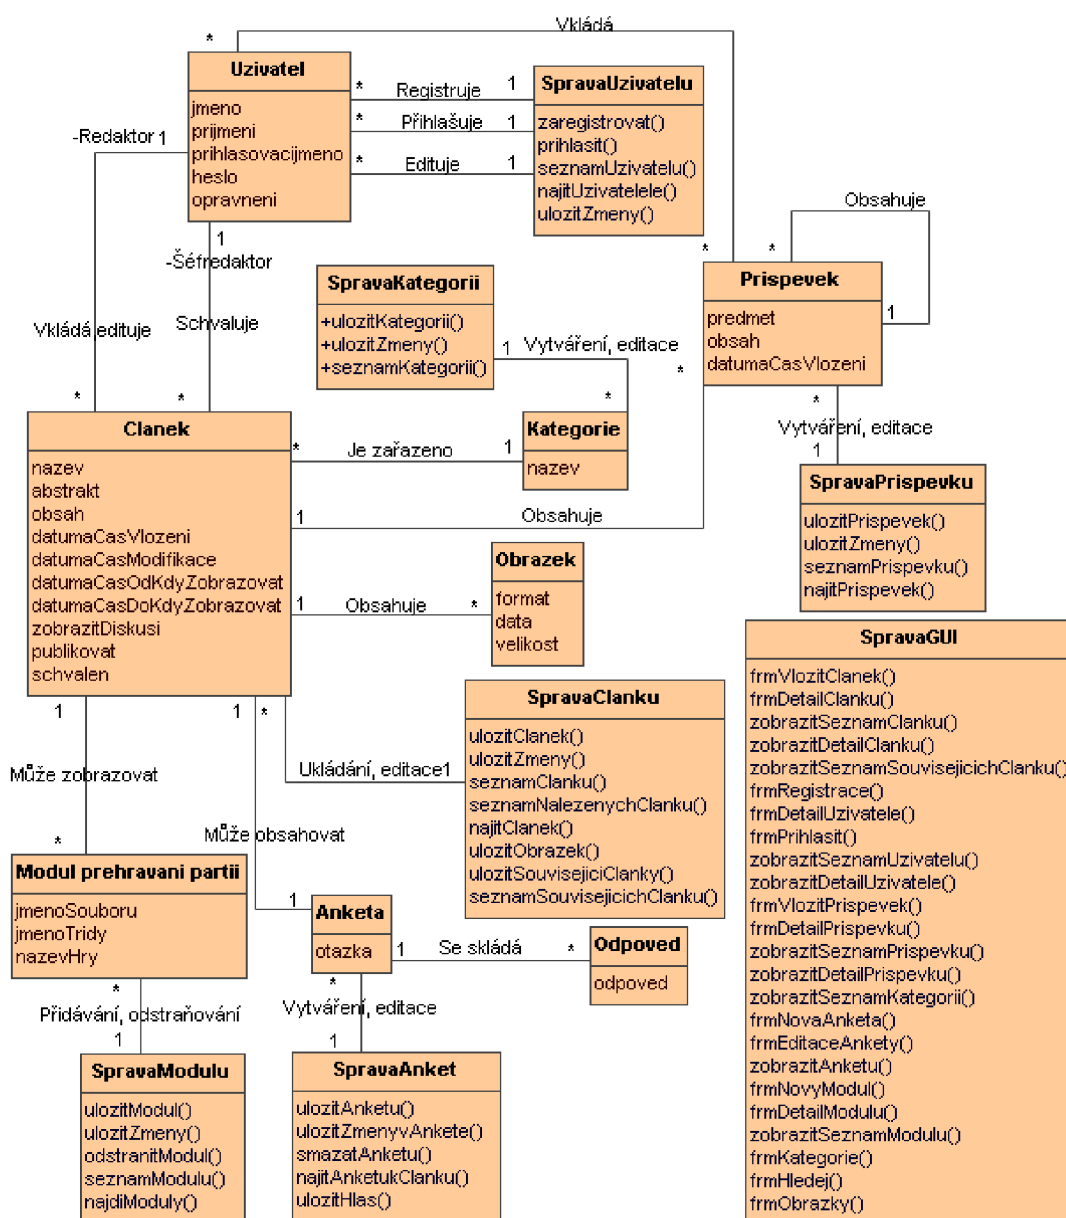 Vkládá
*
Uzivatel
jmeno
prijmeni
prihlasovacijmeno
heslo
opravneni
* Registruje 1
* Přihlašuje 1
* Edituje 1
SpravaUzivatelu
zaregistrovat()
prihlasit()
seznamUzivatelu()
najitUzivatelele()
ulozitZmeny()
-Redaktor 1
1
-Šéfredaktor
Vkládá,edituje
Schvaluje
*
*
Obsahuje
*
*
1
Prispevek
predmet
obsah
datumaCasVlozeni
SpravaKategorii
+ulozitKategorii()
+ulozitZmeny()
+seznamKategorii()
1 Vytváření, editace
*
*
*
Vytváření, editace
1
Clanek
nazev
abstrakt
obsah
datumaCasVlozeni
datumaCasModifikace
datumaCasOdKdyZobrazovat
datumaCasDoKdyZobrazovat
zobrazitDiskusi
publikovat
schvalen
* Je zařazeno 1
Kategorie
nazev
1 Obsahuje
SpravaPrispevku
ulozitPrispevek()
ulozitZmeny()
seznamPrispevku()
najitPrispevek()
1 Obsahuje *
Obrazek
format
data
velikost
SpravaGUI
frmVlozitClanek()
frmDetailClanku()
zobrazitSeznamClanku()
zobrazitDetailClanku()
zobrazitSeznamSouvisejicichClanku()
frmRegistrace()
frmDetailUzivatele()
frmPrihlasit()
zobrazitSeznamUzivatelu()
zobrazitDetailUzivatele()
frmVlozitPrispevek()
frmDetailPrispevku()
zobrazitSeznamPrispevku()
zobrazitDetailPrispevku()
zobrazitSeznamKategorii()
frmNovaAnketa()
frmEditaceAnkety()
zobrazitAnketu()
frmNovyModul()
frmDetailModulu()
zobrazitSeznamModulu()
frmKategorie()
frmHledej()
frmObrazky()
1
1
*
Ukládání, editace1
SpravaClanku
ulozitClanek()
ulozitZmeny()
seznamClanku()
seznamNalezenychClanku()
najitClanek()
ulozitObrazek()
ulozitSouvisejiciClanky()
seznamSouvisejicichClanku()
Může zobrazovat
*
Může obsahovat
1
Modul prehravani partii
jmenoSouboru
jmenoTridy
nazevHry
Anketa
otazka
1 Se skládá *
Odpoved
odpoved
*
Přidávání, odstraňování
1
*
Vytváření, editace
1
SpravaModulu
ulozitModul()
ulozitZmeny()
odstranitModul()
seznamModulu()
najdiModuly()
SpravaAnket
ulozitAnketu()
ulozitZmenyvAnkete()
smazatAnketu()
najitAnketukClanku()
ulozitHlas()